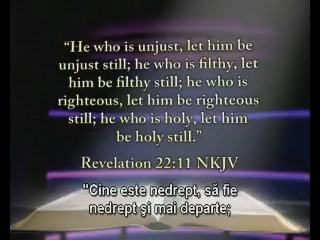 “He who is unjust, let him be
unjust still; he who is filthy, let
him be filthy still; he who is
righteous, let him be righteous
still; he who is holy, let him
be holy still.”
Revelation 22:11 NKJV
"Cine este nedrept, să fie
nedrept şi mai departe;